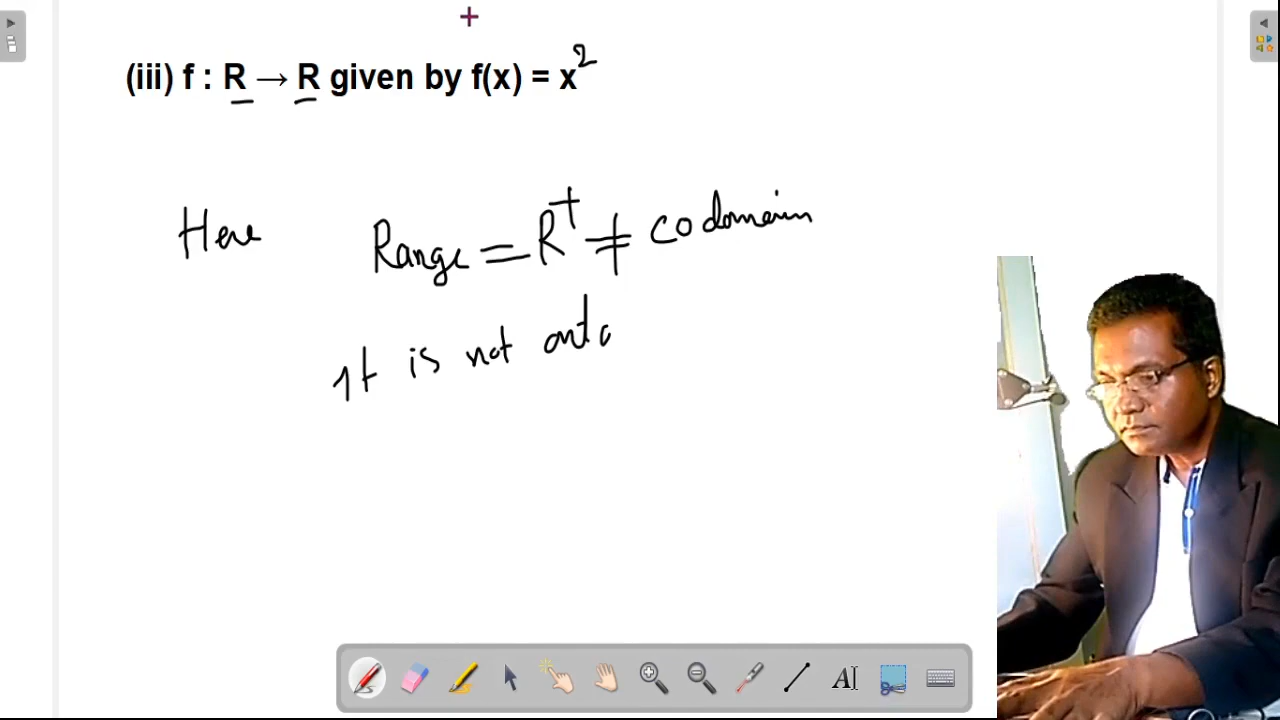 (iii) f : R → R given by f(x) = x²
Here Range = R⁺ ≠ codomain
It is not onto